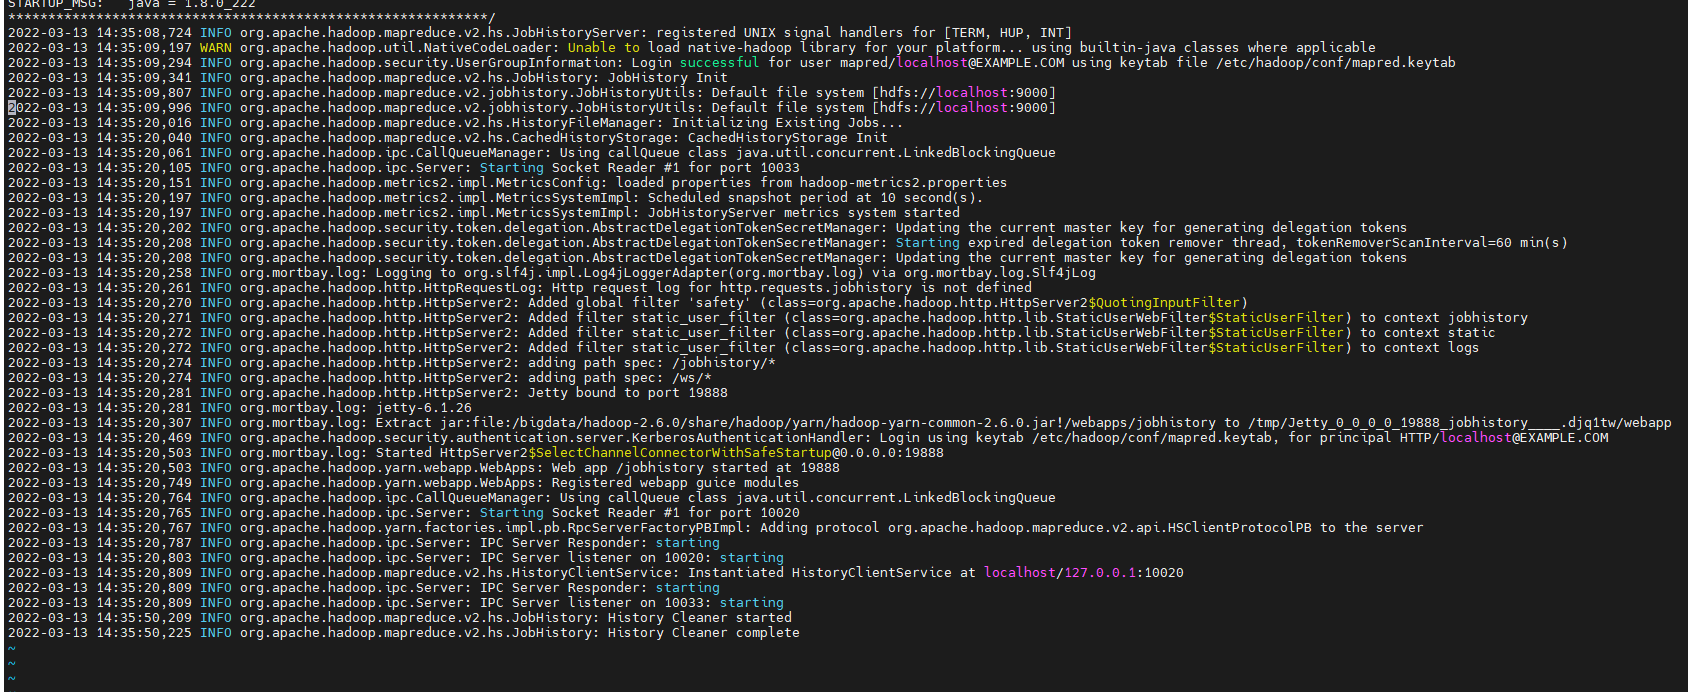 STARTUP_MSG:   java = 1.8.0_222
************************************************************/
2022-03-13 14:35:08,724 INFO org.apache.hadoop.mapreduce.v2.hs.JobHistoryServer: registered UNIX signal handlers for [TERM, HUP, INT]
2022-03-13 14:35:09,197 WARN org.apache.hadoop.util.NativeCodeLoader: Unable to load native-hadoop library for your platform... using builtin-java classes where applicable
2022-03-13 14:35:09,294 INFO org.apache.hadoop.security.UserGroupInformation: Login successful for user mapred/localhost@EXAMPLE.COM using keytab file /etc/hadoop/conf/mapred.keytab
2022-03-13 14:35:09,341 INFO org.apache.hadoop.mapreduce.v2.hs.JobHistory: JobHistory Init
2022-03-13 14:35:09,807 INFO org.apache.hadoop.mapreduce.v2.jobhistory.JobHistoryUtils: Default file system [hdfs://localhost:9000]
2022-03-13 14:35:09,996 INFO org.apache.hadoop.mapreduce.v2.jobhistory.JobHistoryUtils: Default file system [hdfs://localhost:9000]
2022-03-13 14:35:20,016 INFO org.apache.hadoop.mapreduce.v2.hs.HistoryFileManager: Initializing Existing Jobs...
2022-03-13 14:35:20,040 INFO org.apache.hadoop.mapreduce.v2.hs.CachedHistoryStorage: CachedHistoryStorage Init
2022-03-13 14:35:20,061 INFO org.apache.hadoop.ipc.CallQueueManager: Using callQueue class java.util.concurrent.LinkedBlockingQueue
2022-03-13 14:35:20,105 INFO org.apache.hadoop.ipc.Server: Starting Socket Reader #1 for port 10033
2022-03-13 14:35:20,151 INFO org.apache.hadoop.metrics2.impl.MetricsConfig: loaded properties from hadoop-metrics2.properties
2022-03-13 14:35:20,197 INFO org.apache.hadoop.metrics2.impl.MetricsSystemImpl: Scheduled snapshot period at 10 second(s).
2022-03-13 14:35:20,197 INFO org.apache.hadoop.metrics2.impl.MetricsSystemImpl: JobHistoryServer metrics system started
2022-03-13 14:35:20,202 INFO org.apache.hadoop.security.token.delegation.AbstractDelegationTokenSecretManager: Updating the current master key for generating delegation tokens
2022-03-13 14:35:20,208 INFO org.apache.hadoop.security.token.delegation.AbstractDelegationTokenSecretManager: Starting expired delegation token remover thread, tokenRemoverScanInterval=60 min(s)
2022-03-13 14:35:20,208 INFO org.apache.hadoop.security.token.delegation.AbstractDelegationTokenSecretManager: Updating the current master key for generating delegation tokens
2022-03-13 14:35:20,258 INFO org.mortbay.log: Logging to org.slf4j.impl.Log4jLoggerAdapter(org.mortbay.log) via org.mortbay.log.Slf4jLog
2022-03-13 14:35:20,261 INFO org.apache.hadoop.http.HttpRequestLog: Http request log for http.requests.jobhistory is not defined
2022-03-13 14:35:20,270 INFO org.apache.hadoop.http.HttpServer2: Added global filter 'safety' (class=org.apache.hadoop.http.HttpServer2$QuotingInputFilter)
2022-03-13 14:35:20,271 INFO org.apache.hadoop.http.HttpServer2: Added filter static_user_filter (class=org.apache.hadoop.http.lib.StaticUserWebFilter$StaticUserFilter) to context jobhistory
2022-03-13 14:35:20,272 INFO org.apache.hadoop.http.HttpServer2: Added filter static_user_filter (class=org.apache.hadoop.http.lib.StaticUserWebFilter$StaticUserFilter) to context static
2022-03-13 14:35:20,272 INFO org.apache.hadoop.http.HttpServer2: Added filter static_user_filter (class=org.apache.hadoop.http.lib.StaticUserWebFilter$StaticUserFilter) to context logs
2022-03-13 14:35:20,274 INFO org.apache.hadoop.http.HttpServer2: adding path spec: /jobhistory/*
2022-03-13 14:35:20,274 INFO org.apache.hadoop.http.HttpServer2: adding path spec: /ws/*
2022-03-13 14:35:20,281 INFO org.apache.hadoop.http.HttpServer2: Jetty bound to port 19888
2022-03-13 14:35:20,281 INFO org.mortbay.log: jetty-6.1.26
2022-03-13 14:35:20,307 INFO org.mortbay.log: Extract jar:file:/bigdata/hadoop-2.6.0/share/hadoop/yarn/hadoop-yarn-common-2.6.0.jar!/webapps/jobhistory to /tmp/Jetty_0_0_0_0_19888_jobhistory____.djq1tw/webapp
2022-03-13 14:35:20,469 INFO org.apache.hadoop.security.authentication.server.KerberosAuthenticationHandler: Login using keytab /etc/hadoop/conf/mapred.keytab, for principal HTTP/localhost@EXAMPLE.COM
2022-03-13 14:35:20,503 INFO org.mortbay.log: Started HttpServer2$SelectChannelConnectorWithSafeStartup@0.0.0.0:19888
2022-03-13 14:35:20,503 INFO org.apache.hadoop.yarn.webapp.WebApps: Web app /jobhistory started at 19888
2022-03-13 14:35:20,749 INFO org.apache.hadoop.yarn.webapp.WebApps: Registered webapp guice modules
2022-03-13 14:35:20,764 INFO org.apache.hadoop.ipc.CallQueueManager: Using callQueue class java.util.concurrent.LinkedBlockingQueue
2022-03-13 14:35:20,765 INFO org.apache.hadoop.ipc.Server: Starting Socket Reader #1 for port 10020
2022-03-13 14:35:20,767 INFO org.apache.hadoop.yarn.factories.impl.pb.RpcServerFactoryPBImpl: Adding protocol org.apache.hadoop.mapreduce.v2.api.HSClientProtocolPB to the server
2022-03-13 14:35:20,787 INFO org.apache.hadoop.ipc.Server: IPC Server Responder: starting
2022-03-13 14:35:20,803 INFO org.apache.hadoop.ipc.Server: IPC Server listener on 10020: starting
2022-03-13 14:35:20,809 INFO org.apache.hadoop.mapreduce.v2.hs.HistoryClientService: Instantiated HistoryClientService at localhost/127.0.0.1:10020
2022-03-13 14:35:20,809 INFO org.apache.hadoop.ipc.Server: IPC Server Responder: starting
2022-03-13 14:35:20,809 INFO org.apache.hadoop.ipc.Server: IPC Server listener on 10033: starting
2022-03-13 14:35:50,209 INFO org.apache.hadoop.mapreduce.v2.hs.JobHistory: History Cleaner started
2022-03-13 14:35:50,225 INFO org.apache.hadoop.mapreduce.v2.hs.JobHistory: History Cleaner complete
~
~
~